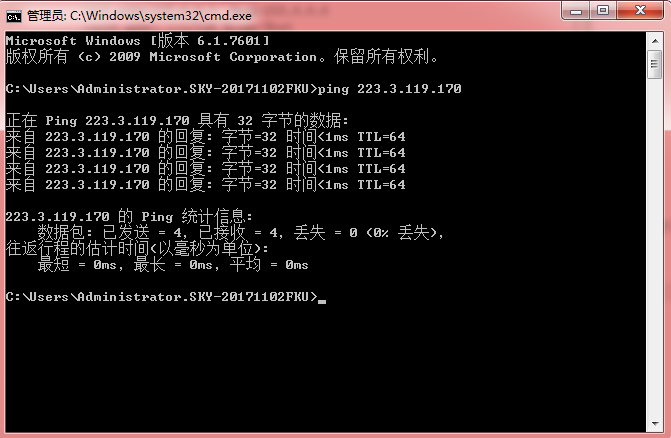 管理员: C:\Windows\system32\cmd.exe
Microsoft Windows [版本 6.1.7601]
版权所有 (c) 2009 Microsoft Corporation。保留所有权利。
C:\Users\Administrator.SKY-20171102FKU>ping 223.3.119.170
正在 Ping 223.3.119.170 具有 32 字节的数据:
来自 223.3.119.170 的回复: 字节=32 时间<1ms TTL=64
来自 223.3.119.170 的回复: 字节=32 时间<1ms TTL=64
来自 223.3.119.170 的回复: 字节=32 时间<1ms TTL=64
来自 223.3.119.170 的回复: 字节=32 时间<1ms TTL=64
223.3.119.170 的 Ping 统计信息:
数据包: 已发送 = 4，已接收 = 4，丢失 = 0 (0% 丢失)，
往返行程的估计时间(以毫秒为单位):
最短 = 0ms，最长 = 0ms，平均 = 0ms
C:\Users\Administrator.SKY-20171102FKU>